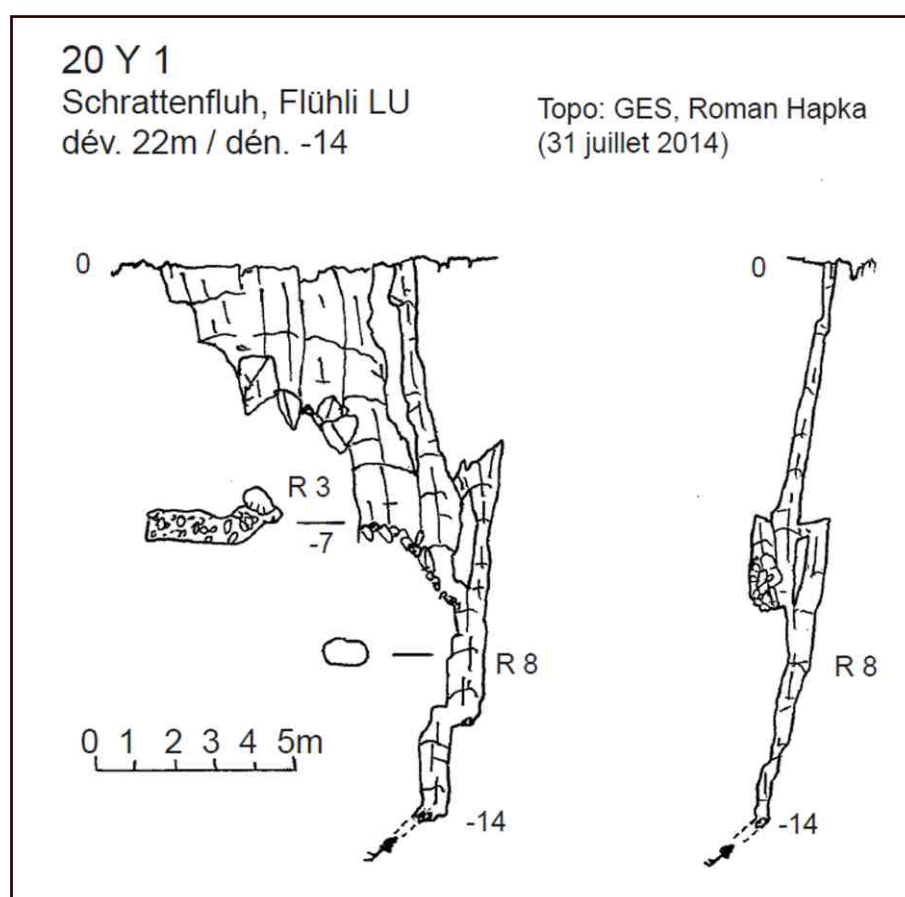 20 Y 1
Schrattenfluh, Flühli LU
dév. 22m / dén. -14
Topo: GES, Roman Hapka
(31 juillet 2014)
0
0
R 3
-7
R 8
R 8
0 1 2 3 4 5m
-14
-14